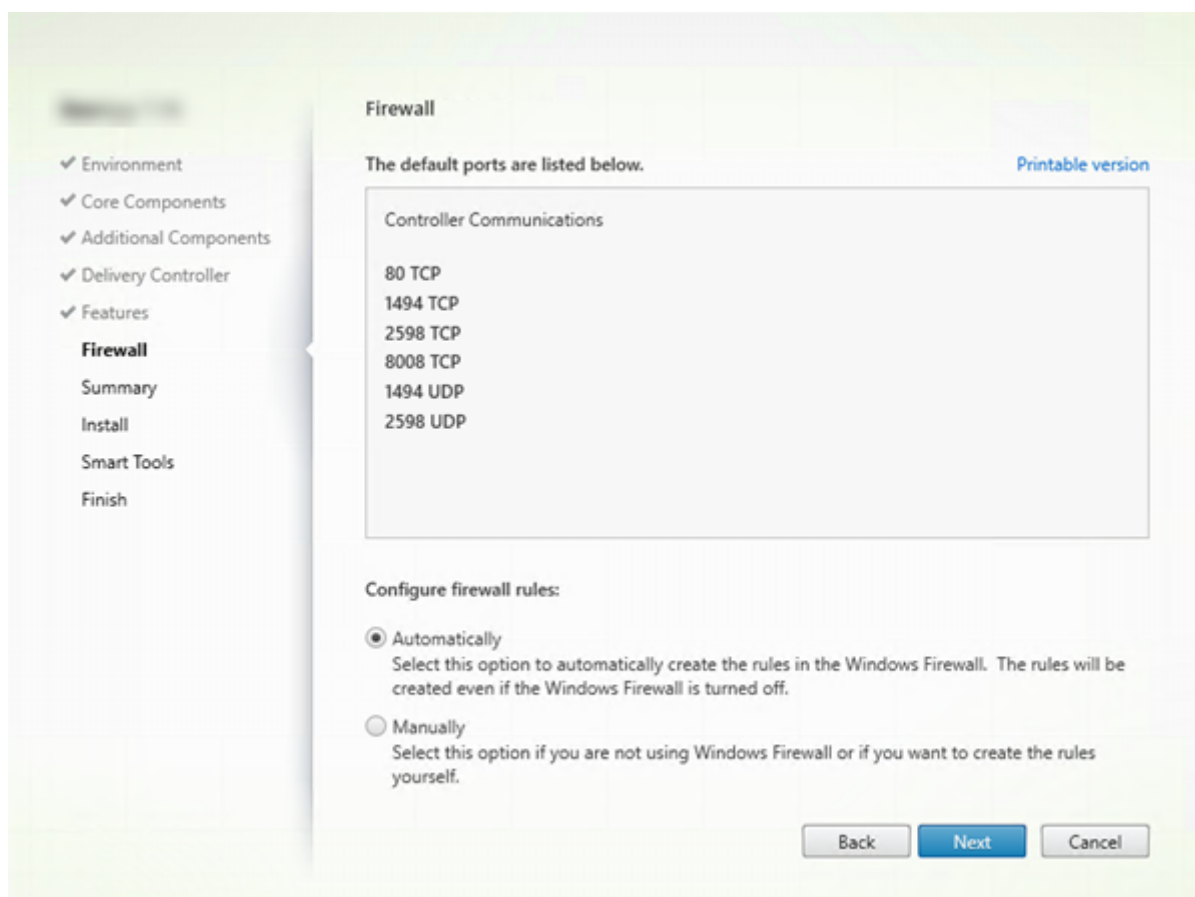 Environment
Core Components
Additional Components
Delivery Controller
Features
Firewall
Summary
Install
Smart Tools
Finish
Firewall
The default ports are listed below.
Printable version
Controller Communications
80 TCP
1494 TCP
2598 TCP
8008 TCP
1494 UDP
2598 UDP
Configure firewall rules:
Automatically
Select this option to automatically create the rules in the Windows Firewall. The rules will be
created even if the Windows Firewall is turned off.
Manually
Select this option if you are not using Windows Firewall or if you want to create the rules
yourself.
Back
Next
Cancel